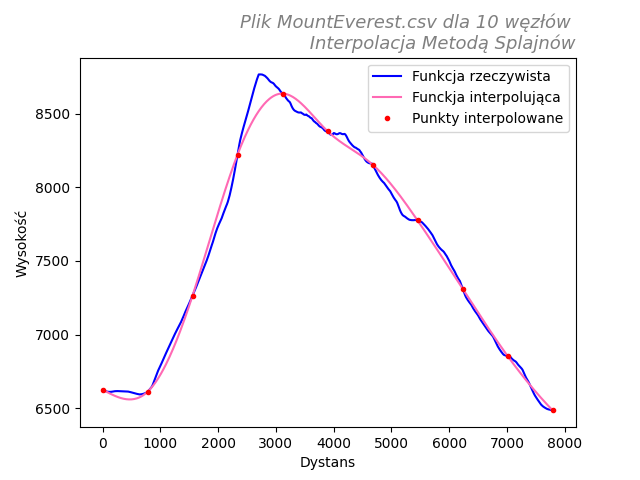 Plik MountEverest.csv dla 10 węzłów
Interpolacja Metodą Splajnów
Funkcja rzeczywista
Funckja interpolująca
Punkty interpolowane
Wysokość
8500
8000
7500
7000
6500
0 1000 2000 3000 4000 5000 6000 7000 8000
Dystans